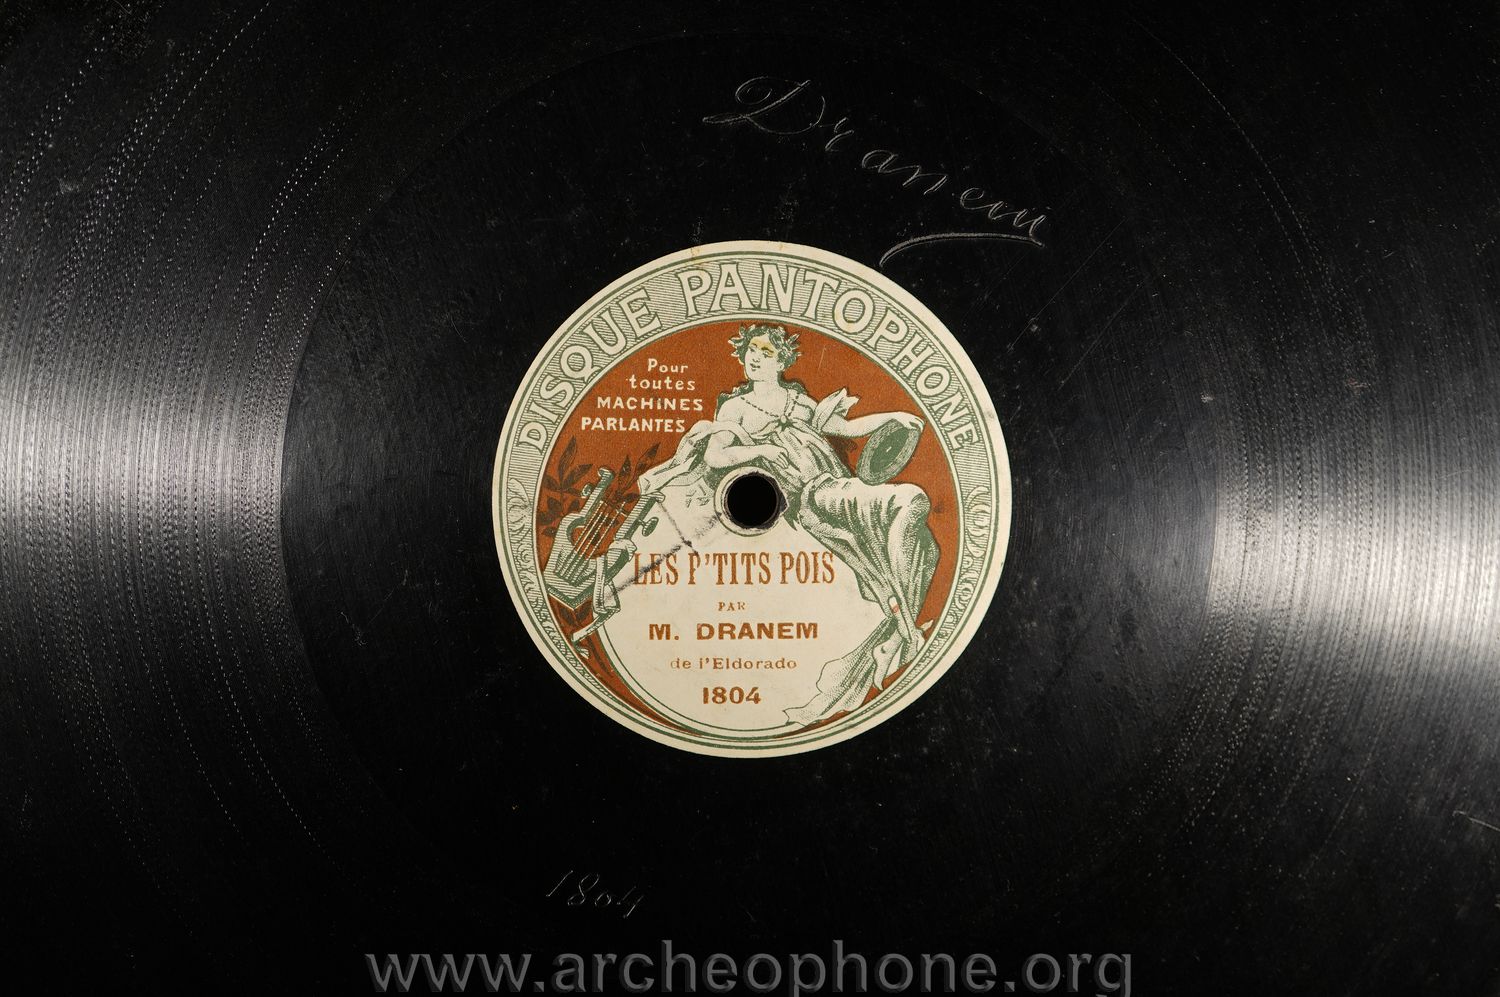 Dranem
DISQUE PANTOPHONE
Pour
toutes
MACHINES
PARLANTES
LES P'TITS POIS
PAR
M. DRANEM
de l'Eldorado
1804
1804
www.archeophone.org